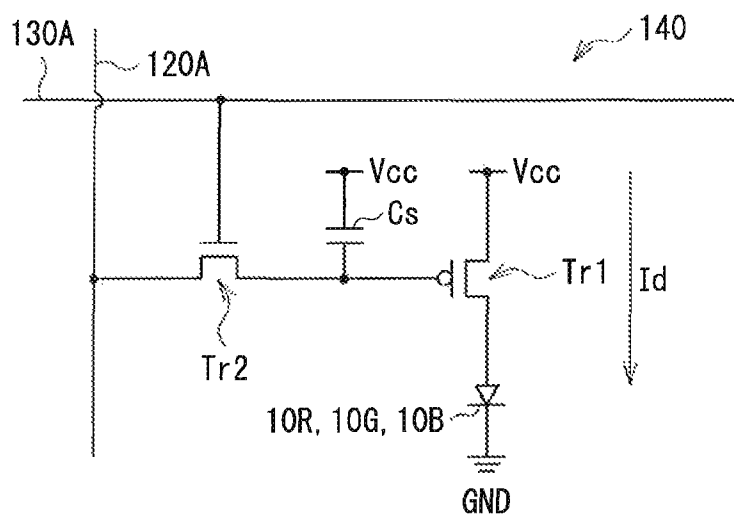 130A
120A
140
Vcc
Vcc
Cs
Tr1
Id
Tr2
10R, 10G, 10B
GND